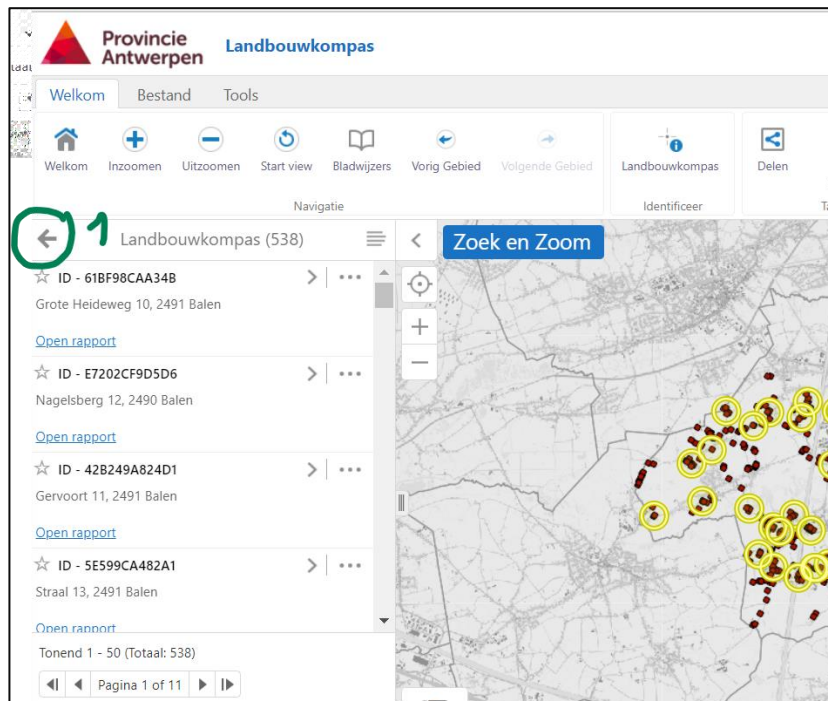 Provincie
Antwerpen
Landbouwkompas
Welkom Bestand Tools
Welkom Inzoomen Uitzoomen Start view Bladwijzers Vorig Gebied Volgende Gebied Landbouwkompas Delen
Navigatie Identificeer
1 Landbouwkompas (538)
Zoek en Zoom
ID - 61BF98CAA34B
Grote Heideweg 10, 2491 Balen
Open rapport
ID - E7202CF9D5D6
Nagelsberg 12, 2490 Balen
Open rapport
ID - 42B249A824D1
Gervoort 11, 2491 Balen
Open rapport
ID - 5E599CA482A1
Straal 13, 2491 Balen
Open rapport
Tonend 1 - 50 (Totaal: 538)
Pagina 1 of 11